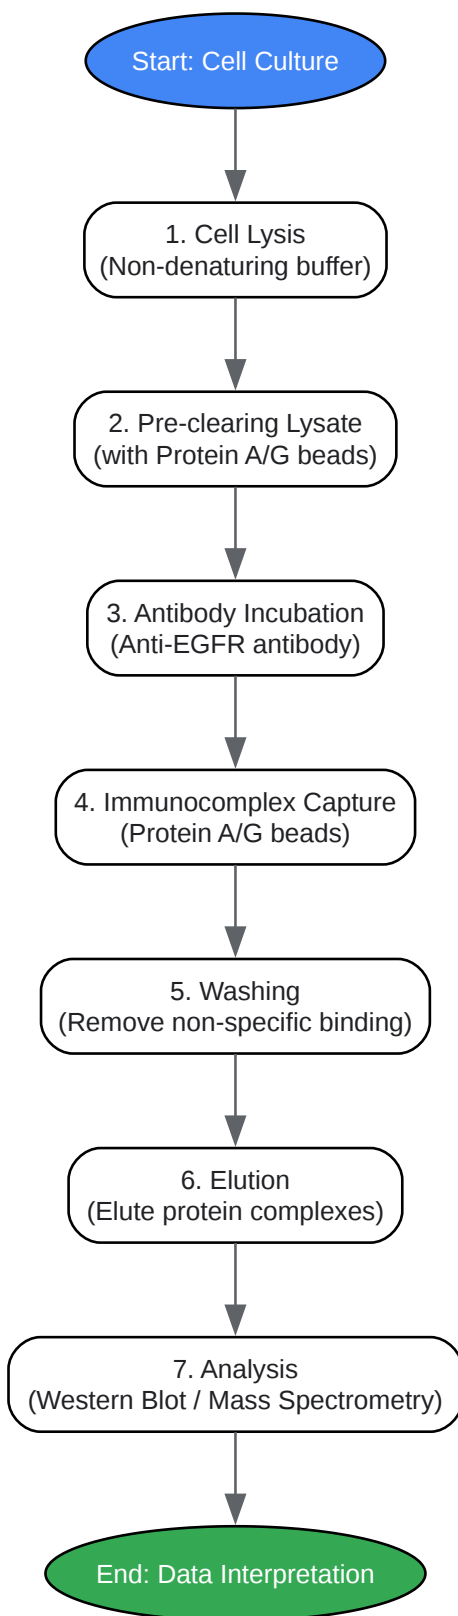 Start: Cell Culture
1. Cell Lysis
(Non-denaturing buffer)
2. Pre-clearing Lysate
(with Protein A/G beads)
3. Antibody Incubation
(Anti-EGFR antibody)
4. Immunocomplex Capture
(Protein A/G beads)
5. Washing
(Remove non-specific binding)
6. Elution
(Elute protein complexes)
7. Analysis
(Western Blot / Mass Spectrometry)
End: Data Interpretation